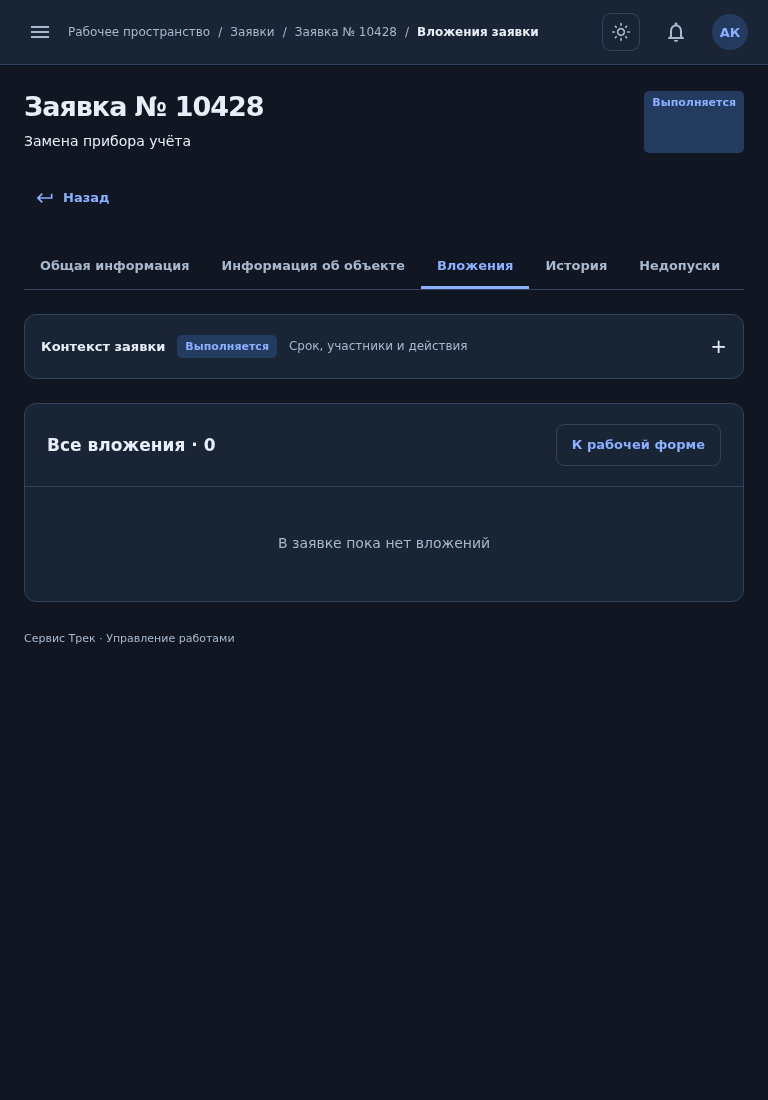 Рабочее пространство / Заявки / Заявка № 10428 / Вложения заявки
АК
Заявка № 10428
Выполняется
Замена прибора учёта
Назад
Общая информация Информация об объекте Вложения История Недопуски
Контекст заявки Выполняется Срок, участники и действия +
Все вложения · 0 К рабочей форме
В заявке пока нет вложений
Сервис Трек · Управление работами